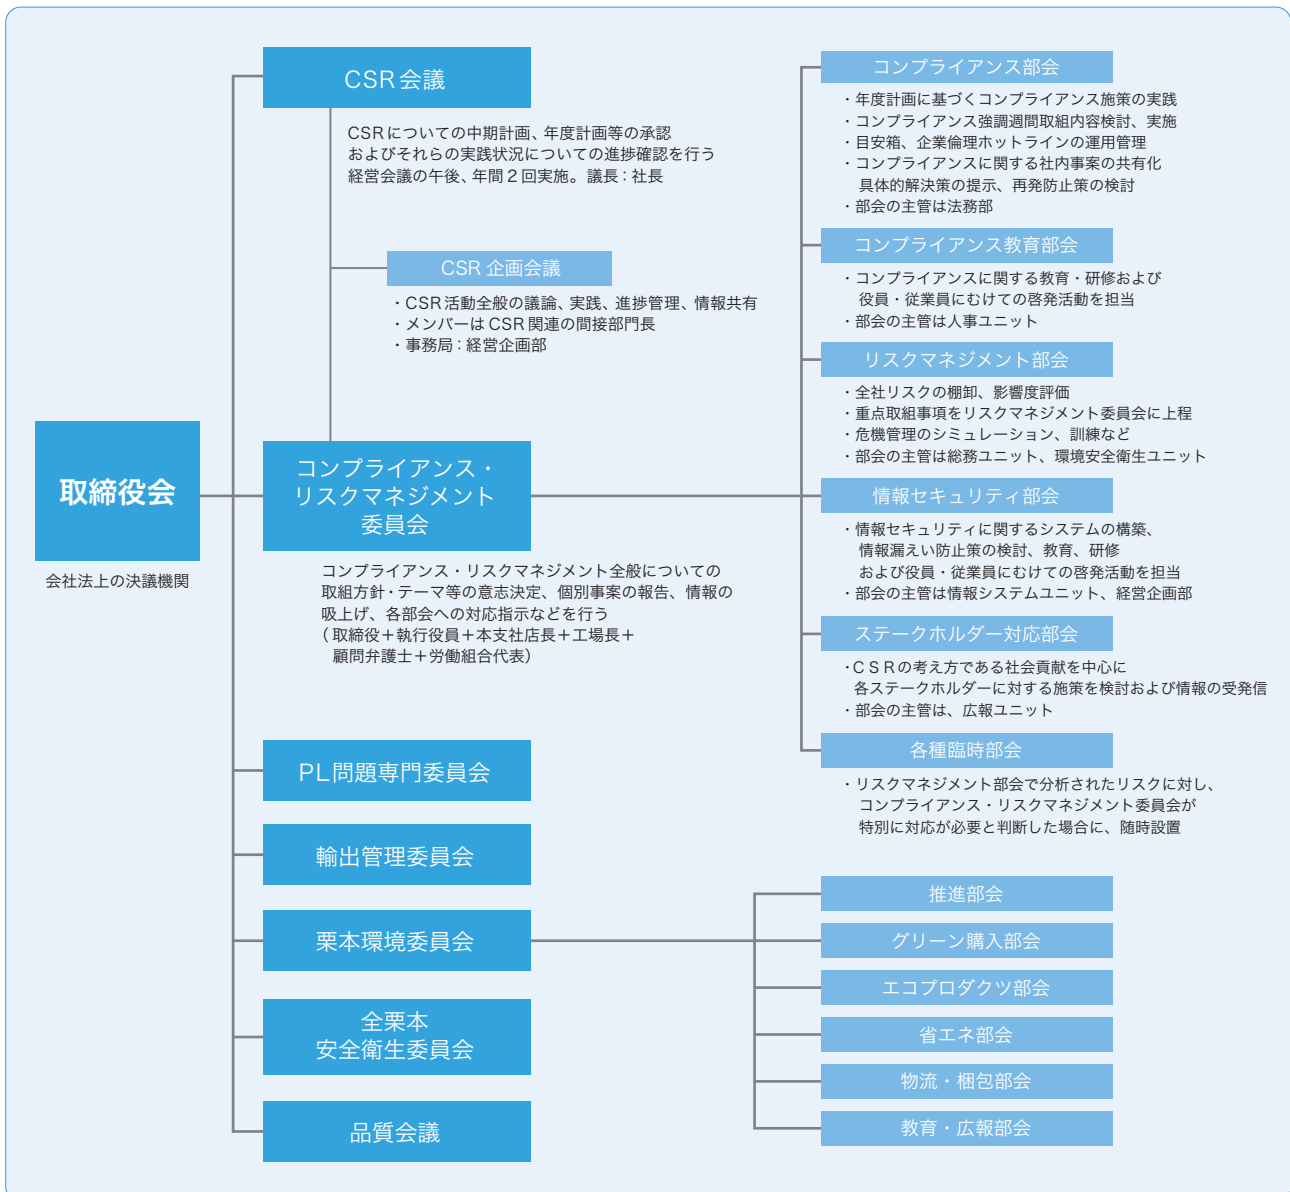 取締役会
会社法上の決議機関
CSR会議
CSRについての中期計画、年度計画等の承認
およびそれらの実践状況についての進捗確認を行う
経営会議の午後、年間2回実施。議長：社長
CSR企画会議
・CSR活動全般の議論、実践、進捗管理、情報共有
・メンバーはCSR関連の間接部門長
・事務局：経営企画部
コンプライアンス・
リスクマネジメント
委員会
コンプライアンス・リスクマネジメント全般についての
取組方針・テーマ等の意志決定、個別事案の報告、情報の
吸上げ、各部会への対応指示などを行う
（取締役＋執行役員＋本支社店長＋工場長＋
顧問弁護士＋労働組合代表）
PL問題専門委員会
輸出管理委員会
栗本環境委員会
全栗本
安全衛生委員会
品質会議
コンプライアンス部会
・年度計画に基づくコンプライアンス施策の実践
・コンプライアンス強調週間取組内容検討、実施
・目安箱、企業倫理ホットラインの運用管理
・コンプライアンスに関する社内事案の共有化
具体的解決策の提示、再発防止策の検討
・部会の主管は法務部
コンプライアンス教育部会
・コンプライアンスに関する教育・研修および
役員・従業員にむけての啓発活動を担当
・部会の主管は人事ユニット
リスクマネジメント部会
・全社リスクの棚卸、影響度評価
・重点取組事項をリスクマネジメント委員会に上程
・危機管理のシミュレーション、訓練など
・部会の主管は総務ユニット、環境安全衛生ユニット
情報セキュリティ部会
・情報セキュリティに関するシステムの構築、
情報漏えい防止策の検討、教育、研修
および役員・従業員にむけての啓発活動を担当
・部会の主管は情報システムユニット、経営企画部
ステークホルダー対応部会
・CSRの考え方である社会貢献を中心に
各ステークホルダーに対する施策を検討および情報の受発信
・部会の主管は、広報ユニット
各種臨時部会
・リスクマネジメント部会で分析されたリスクに対し、
コンプライアンス・リスクマネジメント委員会が
特別に対応が必要と判断した場合に、随時設置
推進部会
グリーン購入部会
エコプロダクツ部会
省エネ部会
物流・梱包部会
教育・広報部会